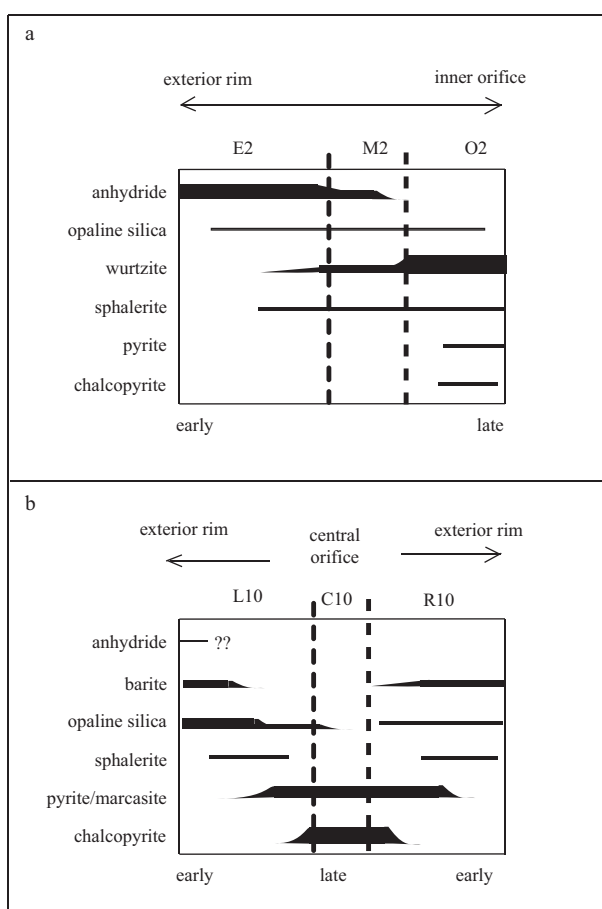 a
exterior rim inner orifice
E2 M2 O2
anhydride
opaline silica
wurtzite
sphalerite
pyrite
chalcopyrite
early late
b
exterior rim central orifice exterior rim
L10 C10 R10
anhydride ??
barite
opaline silica
sphalerite
pyrite/marcasite
chalcopyrite
early late early